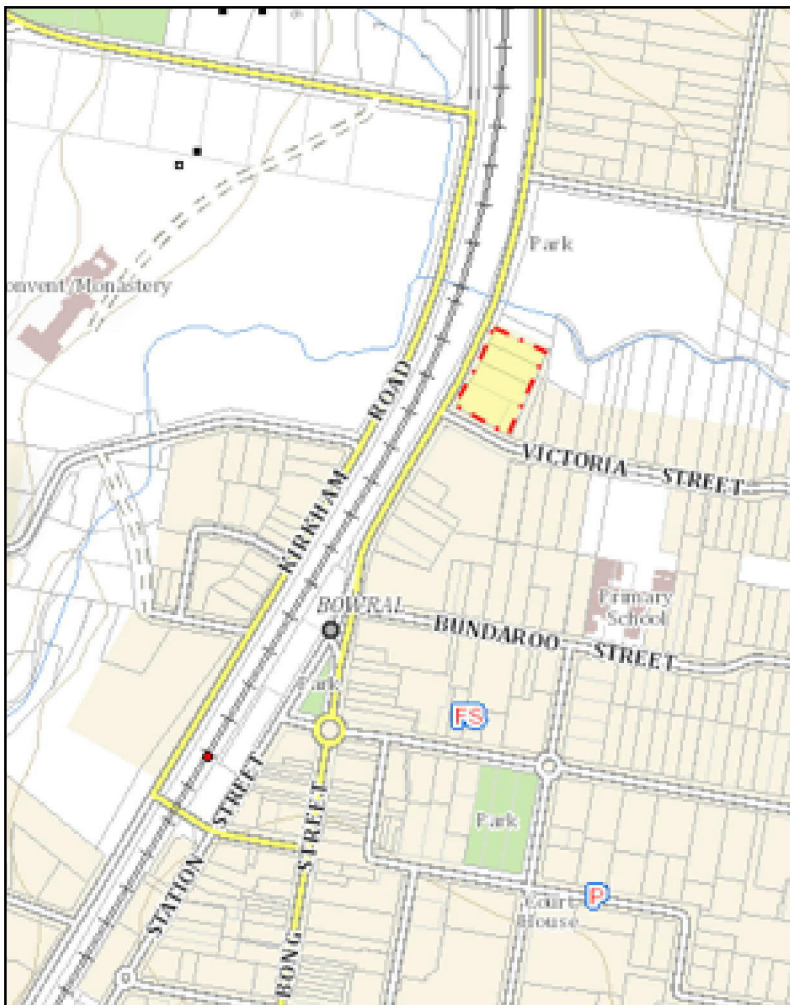 Park
onvent/Monastery
KIRKHAM ROAD
VICTORIA STREET
BOWRAL
Primary
School
BUNDAROO STREET
Park
FS
STATION STREET
BONG STREET
Park
P
Court
House